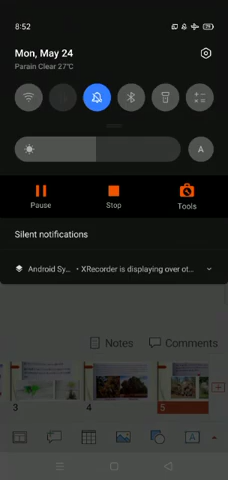 8:52
Mon, May 24
Parain Clear 27°C
A
Pause
Stop
Tools
Silent notifications
Android Sy... • XRecorder is displaying over ot...
Notes
Comments
3
4
5
A